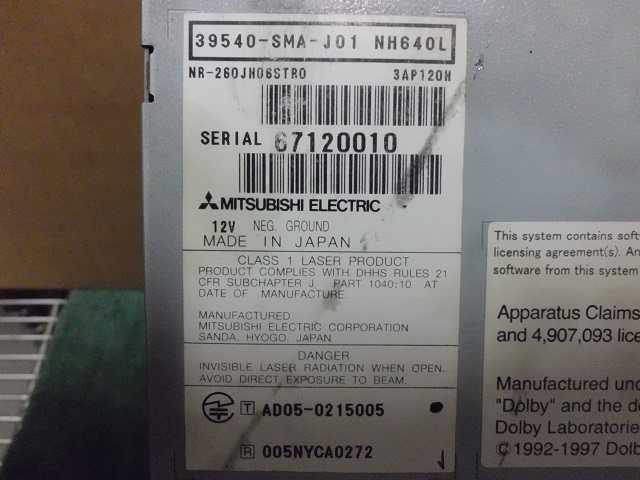 39540-SMA-J01 NH640L
NR-260JH06STR0 3AP120H
SERIAL 67120010
MITSUBISHI ELECTRIC
12V NEG. GROUND
MADE IN JAPAN
CLASS 1 LASER PRODUCT
PRODUCT COMPLIES WITH DHHS RULES 21
CFR SUBCHAPTER J PART 1040:10 AT
DATE OF MANUFACTURE
MANUFACTURED
MITSUBISHI ELECTRIC CORPORATION
SANDA, HYOGO, JAPAN
DANGER
INVISIBLE LASER RADIATION WHEN OPEN.
AVOID DIRECT EXPOSURE TO BEAM.
T AD05-0215005
R 005NYCA0272
This system contains soft
licensing agreement(s). An
software from this system
Apparatus Claims
and 4,907,093 lice
Manufactured und
"Dolby" and the do
Dolby Laboratorie
©1992-1997 Dolb